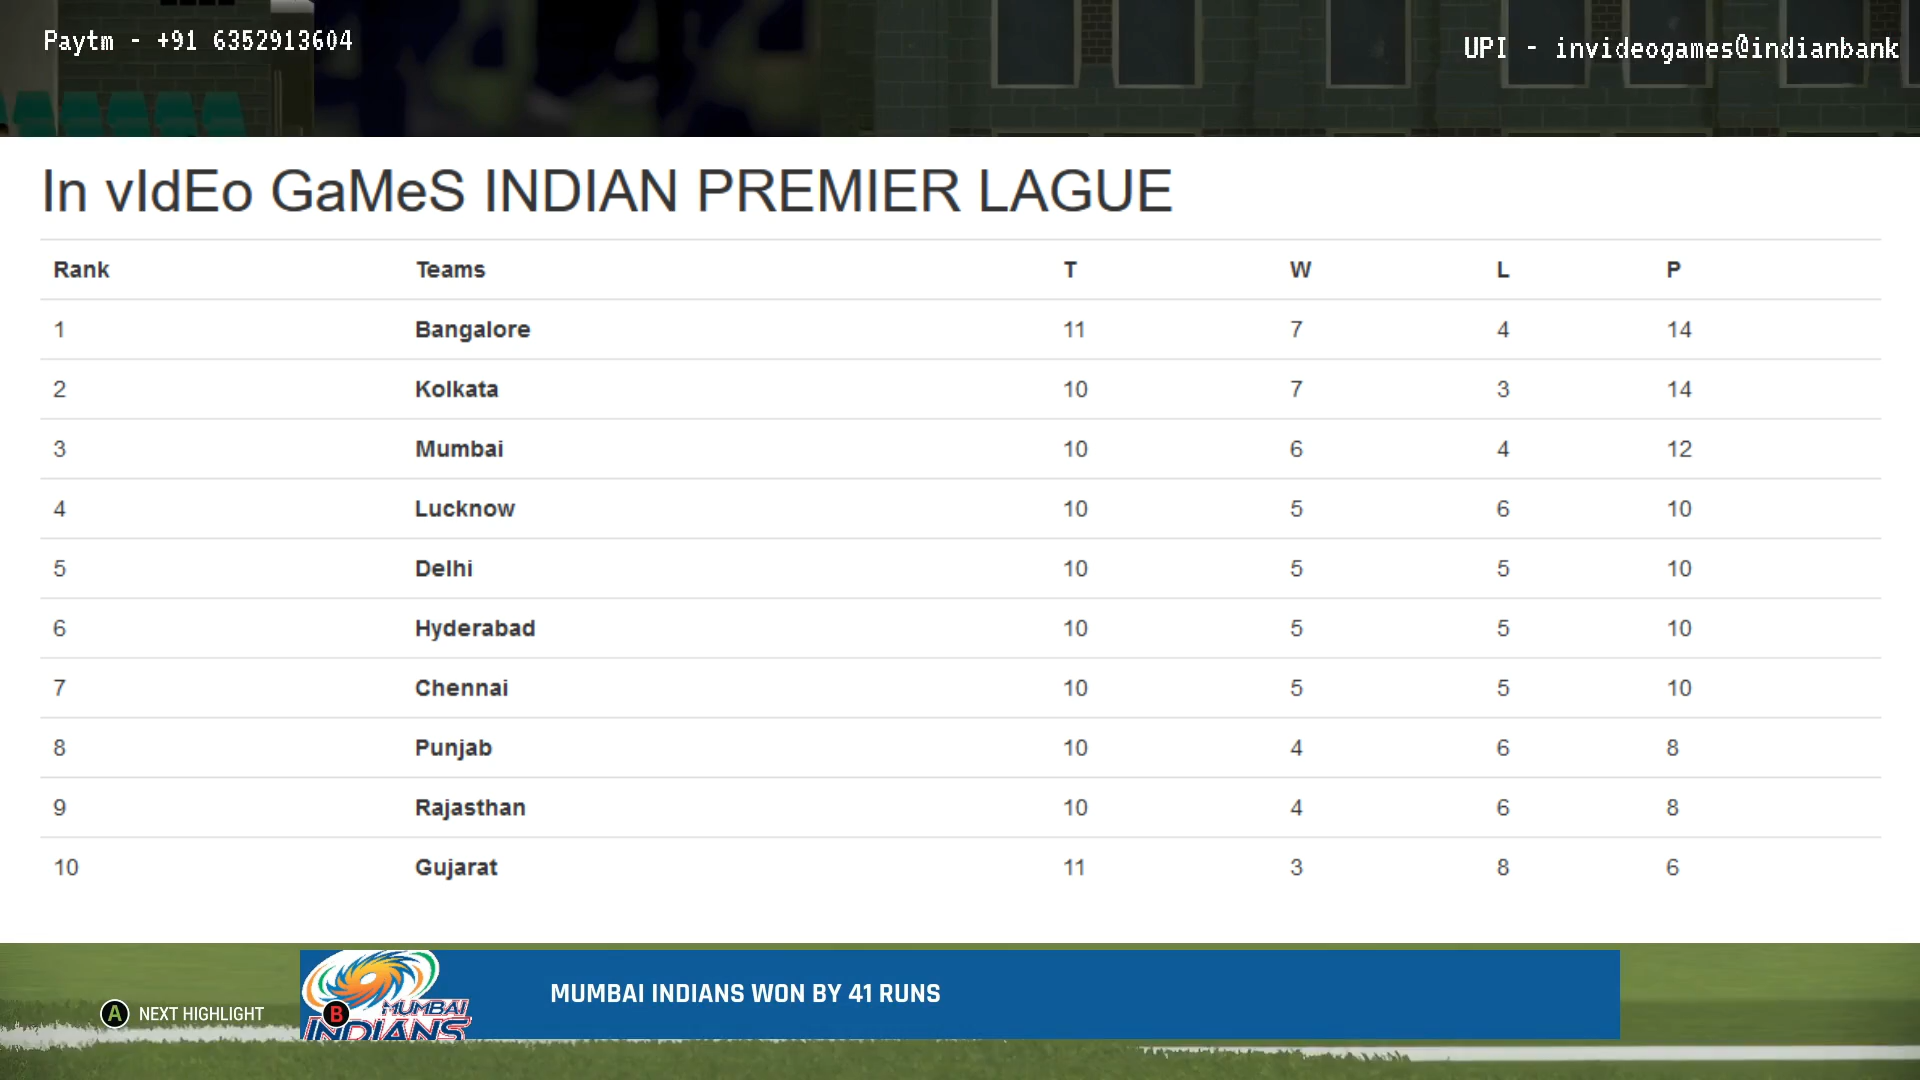 Paytm - +91 6352913604
UPI - invideogames@indianbank
In vIdEo GaMeS INDIAN PREMIER LAGUE
Rank Teams T W L P
1 Bangalore 11 7 4 14
2 Kolkata 10 7 3 14
3 Mumbai 10 6 4 12
4 Lucknow 10 5 6 10
5 Delhi 10 5 5 10
6 Hyderabad 10 5 5 10
7 Chennai 10 5 5 10
8 Punjab 10 4 6 8
9 Rajasthan 10 4 6 8
10 Gujarat 11 3 8 6
MUMBAI INDIANS WON BY 41 RUNS
A NEXT HIGHLIGHT
B
MUMBAI
INDIANS